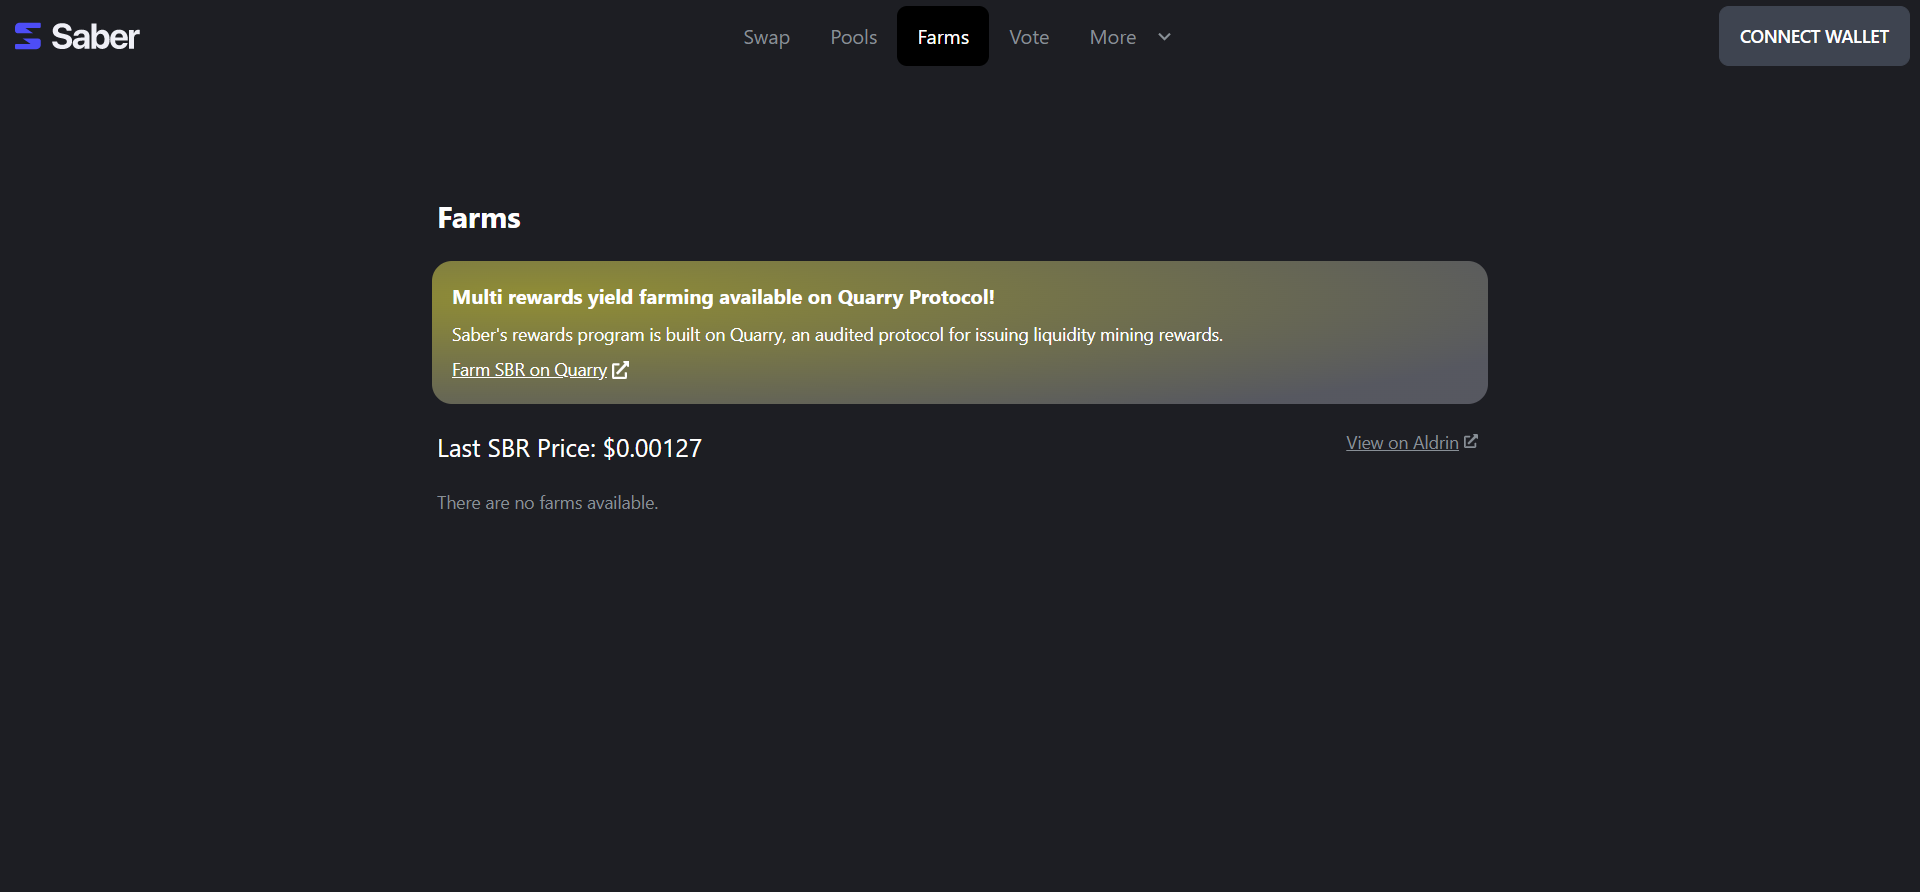 Saber
Swap
Pools
Farms
Vote
More
CONNECT WALLET
Farms
Multi rewards yield farming available on Quarry Protocol!
Saber's rewards program is built on Quarry, an audited protocol for issuing liquidity mining rewards.
Farm SBR on Quarry
Last SBR Price: $0.00127
View on Aldrin
There are no farms available.